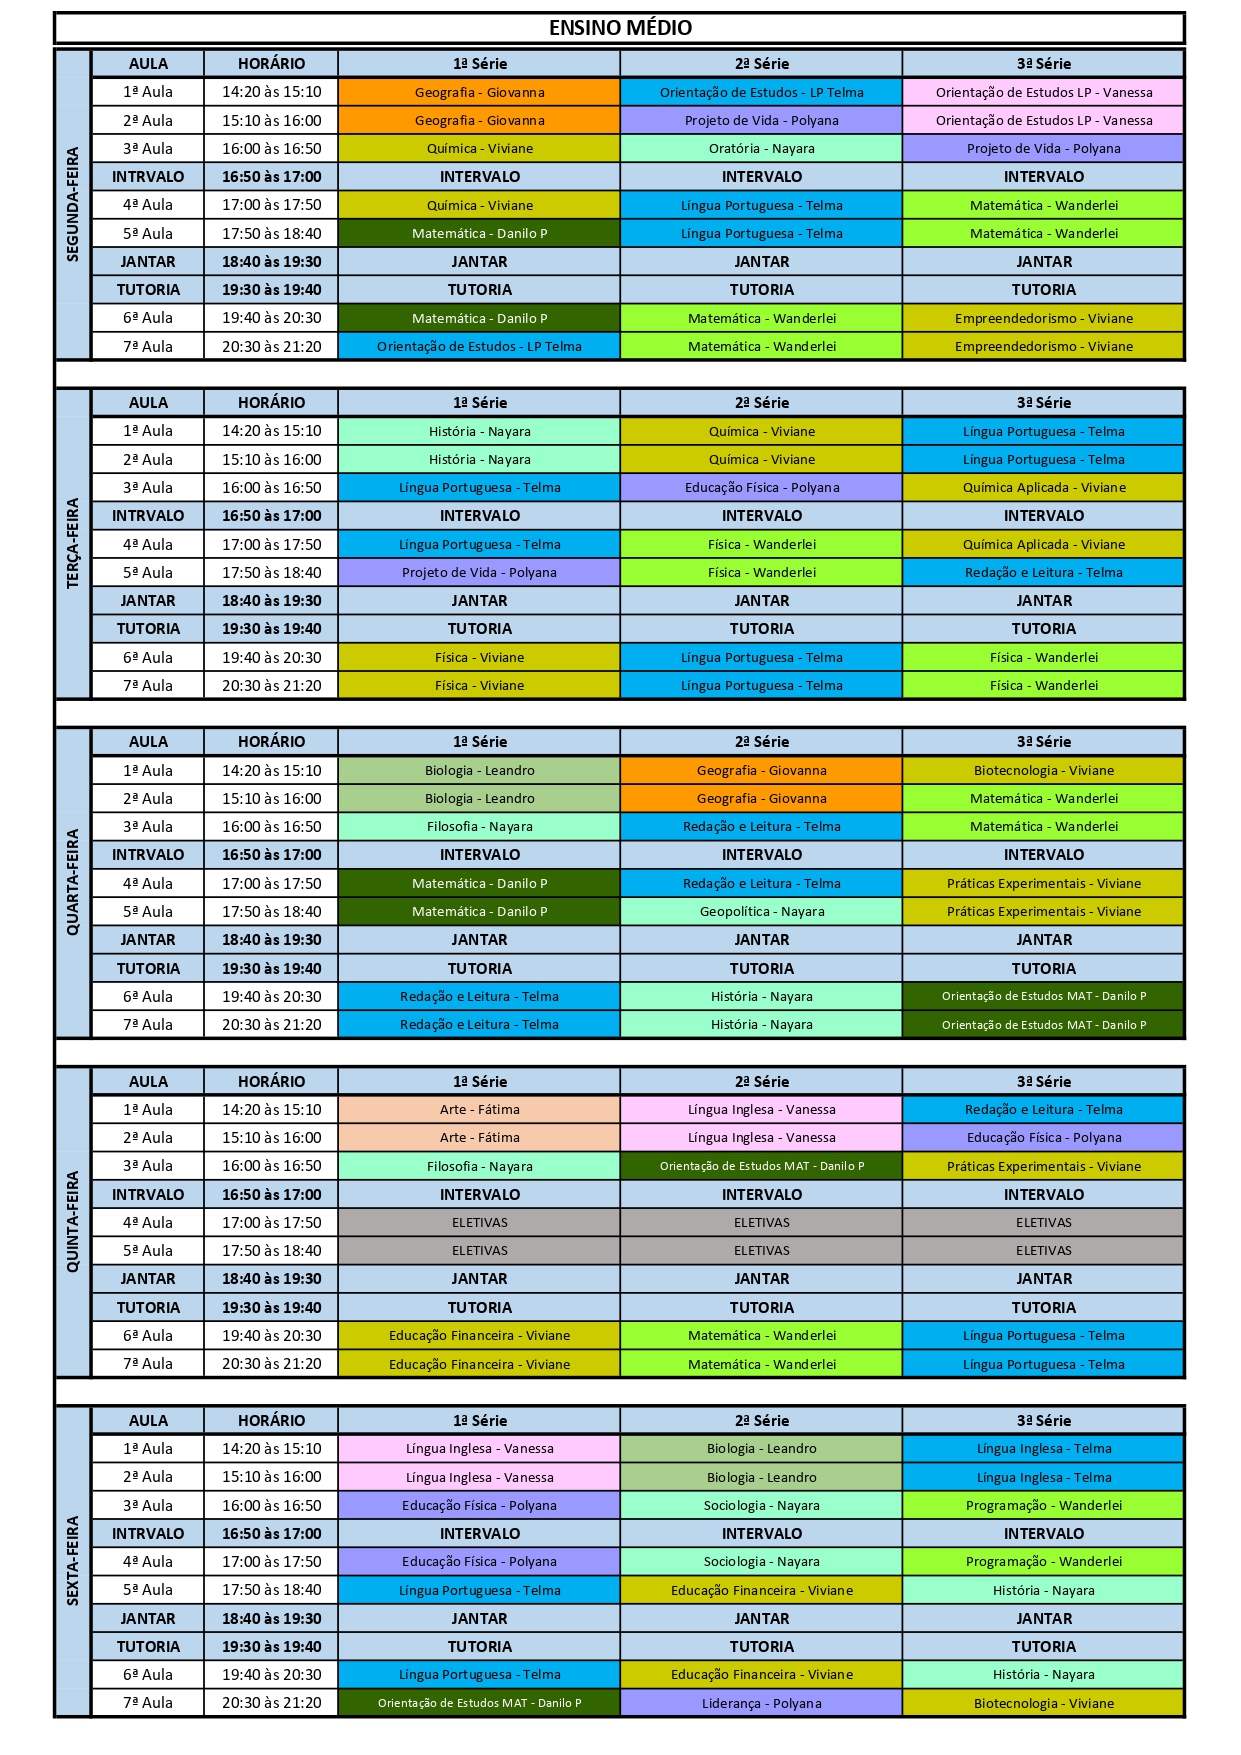 ENSINO MÉDIO
SEGUNDA-FEIRA
AULA HORÁRIO 1ª Série 2ª Série 3ª Série
1ª Aula 14:20 às 15:10 Geografia - Giovanna Orientação de Estudos - LP Telma Orientação de Estudos LP - Vanessa
2ª Aula 15:10 às 16:00 Geografia - Giovanna Projeto de Vida - Polyana Orientação de Estudos LP - Vanessa
3ª Aula 16:00 às 16:50 Química - Viviane Oratória - Nayara Projeto de Vida - Polyana
INTRVALO 16:50 às 17:00 INTERVALO INTERVALO INTERVALO
4ª Aula 17:00 às 17:50 Química - Viviane Língua Portuguesa - Telma Matemática - Wanderlei
5ª Aula 17:50 às 18:40 Matemática - Danilo P Língua Portuguesa - Telma Matemática - Wanderlei
JANTAR 18:40 às 19:30 JANTAR JANTAR JANTAR
TUTORIA 19:30 às 19:40 TUTORIA TUTORIA TUTORIA
6ª Aula 19:40 às 20:30 Matemática - Danilo P Matemática - Wanderlei Empreendedorismo - Viviane
7ª Aula 20:30 às 21:20 Orientação de Estudos - LP Telma Matemática - Wanderlei Empreendedorismo - Viviane
TERÇA-FEIRA
AULA HORÁRIO 1ª Série 2ª Série 3ª Série
1ª Aula 14:20 às 15:10 História - Nayara Química - Viviane Língua Portuguesa - Telma
2ª Aula 15:10 às 16:00 História - Nayara Química - Viviane Língua Portuguesa - Telma
3ª Aula 16:00 às 16:50 Língua Portuguesa - Telma Educação Física - Polyana Química Aplicada - Viviane
INTRVALO 16:50 às 17:00 INTERVALO INTERVALO INTERVALO
4ª Aula 17:00 às 17:50 Língua Portuguesa - Telma Física - Wanderlei Química Aplicada - Viviane
5ª Aula 17:50 às 18:40 Projeto de Vida - Polyana Física - Wanderlei Redação e Leitura - Telma
JANTAR 18:40 às 19:30 JANTAR JANTAR JANTAR
TUTORIA 19:30 às 19:40 TUTORIA TUTORIA TUTORIA
6ª Aula 19:40 às 20:30 Física - Viviane Língua Portuguesa - Telma Física - Wanderlei
7ª Aula 20:30 às 21:20 Física - Viviane Língua Portuguesa - Telma Física - Wanderlei
QUARTA-FEIRA
AULA HORÁRIO 1ª Série 2ª Série 3ª Série
1ª Aula 14:20 às 15:10 Biologia - Leandro Geografia - Giovanna Biotecnologia - Viviane
2ª Aula 15:10 às 16:00 Biologia - Leandro Geografia - Giovanna Matemática - Wanderlei
3ª Aula 16:00 às 16:50 Filosofia - Nayara Redação e Leitura - Telma Matemática - Wanderlei
INTRVALO 16:50 às 17:00 INTERVALO INTERVALO INTERVALO
4ª Aula 17:00 às 17:50 Matemática - Danilo P Redação e Leitura - Telma Práticas Experimentais - Viviane
5ª Aula 17:50 às 18:40 Matemática - Danilo P Geopolítica - Nayara Práticas Experimentais - Viviane
JANTAR 18:40 às 19:30 JANTAR JANTAR JANTAR
TUTORIA 19:30 às 19:40 TUTORIA TUTORIA TUTORIA
6ª Aula 19:40 às 20:30 Redação e Leitura - Telma História - Nayara Orientação de Estudos MAT - Danilo P
7ª Aula 20:30 às 21:20 Redação e Leitura - Telma História - Nayara Orientação de Estudos MAT - Danilo P
QUINTA-FEIRA
AULA HORÁRIO 1ª Série 2ª Série 3ª Série
1ª Aula 14:20 às 15:10 Arte - Fátima Língua Inglesa - Vanessa Redação e Leitura - Telma
2ª Aula 15:10 às 16:00 Arte - Fátima Língua Inglesa - Vanessa Educação Física - Polyana
3ª Aula 16:00 às 16:50 Filosofia - Nayara Orientação de Estudos MAT - Danilo P Práticas Experimentais - Viviane
INTRVALO 16:50 às 17:00 INTERVALO INTERVALO INTERVALO
4ª Aula 17:00 às 17:50 ELETIVAS ELETIVAS ELETIVAS
5ª Aula 17:50 às 18:40 ELETIVAS ELETIVAS ELETIVAS
JANTAR 18:40 às 19:30 JANTAR JANTAR JANTAR
TUTORIA 19:30 às 19:40 TUTORIA TUTORIA TUTORIA
6ª Aula 19:40 às 20:30 Educação Financeira - Viviane Matemática - Wanderlei Língua Portuguesa - Telma
7ª Aula 20:30 às 21:20 Educação Financeira - Viviane Matemática - Wanderlei Língua Portuguesa - Telma
SEXTA-FEIRA
AULA HORÁRIO 1ª Série 2ª Série 3ª Série
1ª Aula 14:20 às 15:10 Língua Inglesa - Vanessa Biologia - Leandro Língua Inglesa - Telma
2ª Aula 15:10 às 16:00 Língua Inglesa - Vanessa Biologia - Leandro Língua Inglesa - Telma
3ª Aula 16:00 às 16:50 Educação Física - Polyana Sociologia - Nayara Programação - Wanderlei
INTRVALO 16:50 às 17:00 INTERVALO INTERVALO INTERVALO
4ª Aula 17:00 às 17:50 Educação Física - Polyana Sociologia - Nayara Programação - Wanderlei
5ª Aula 17:50 às 18:40 Língua Portuguesa - Telma Educação Financeira - Viviane História - Nayara
JANTAR 18:40 às 19:30 JANTAR JANTAR JANTAR
TUTORIA 19:30 às 19:40 TUTORIA TUTORIA TUTORIA
6ª Aula 19:40 às 20:30 Língua Portuguesa - Telma Educação Financeira - Viviane História - Nayara
7ª Aula 20:30 às 21:20 Orientação de Estudos MAT - Danilo P Liderança - Polyana Biotecnologia - Viviane